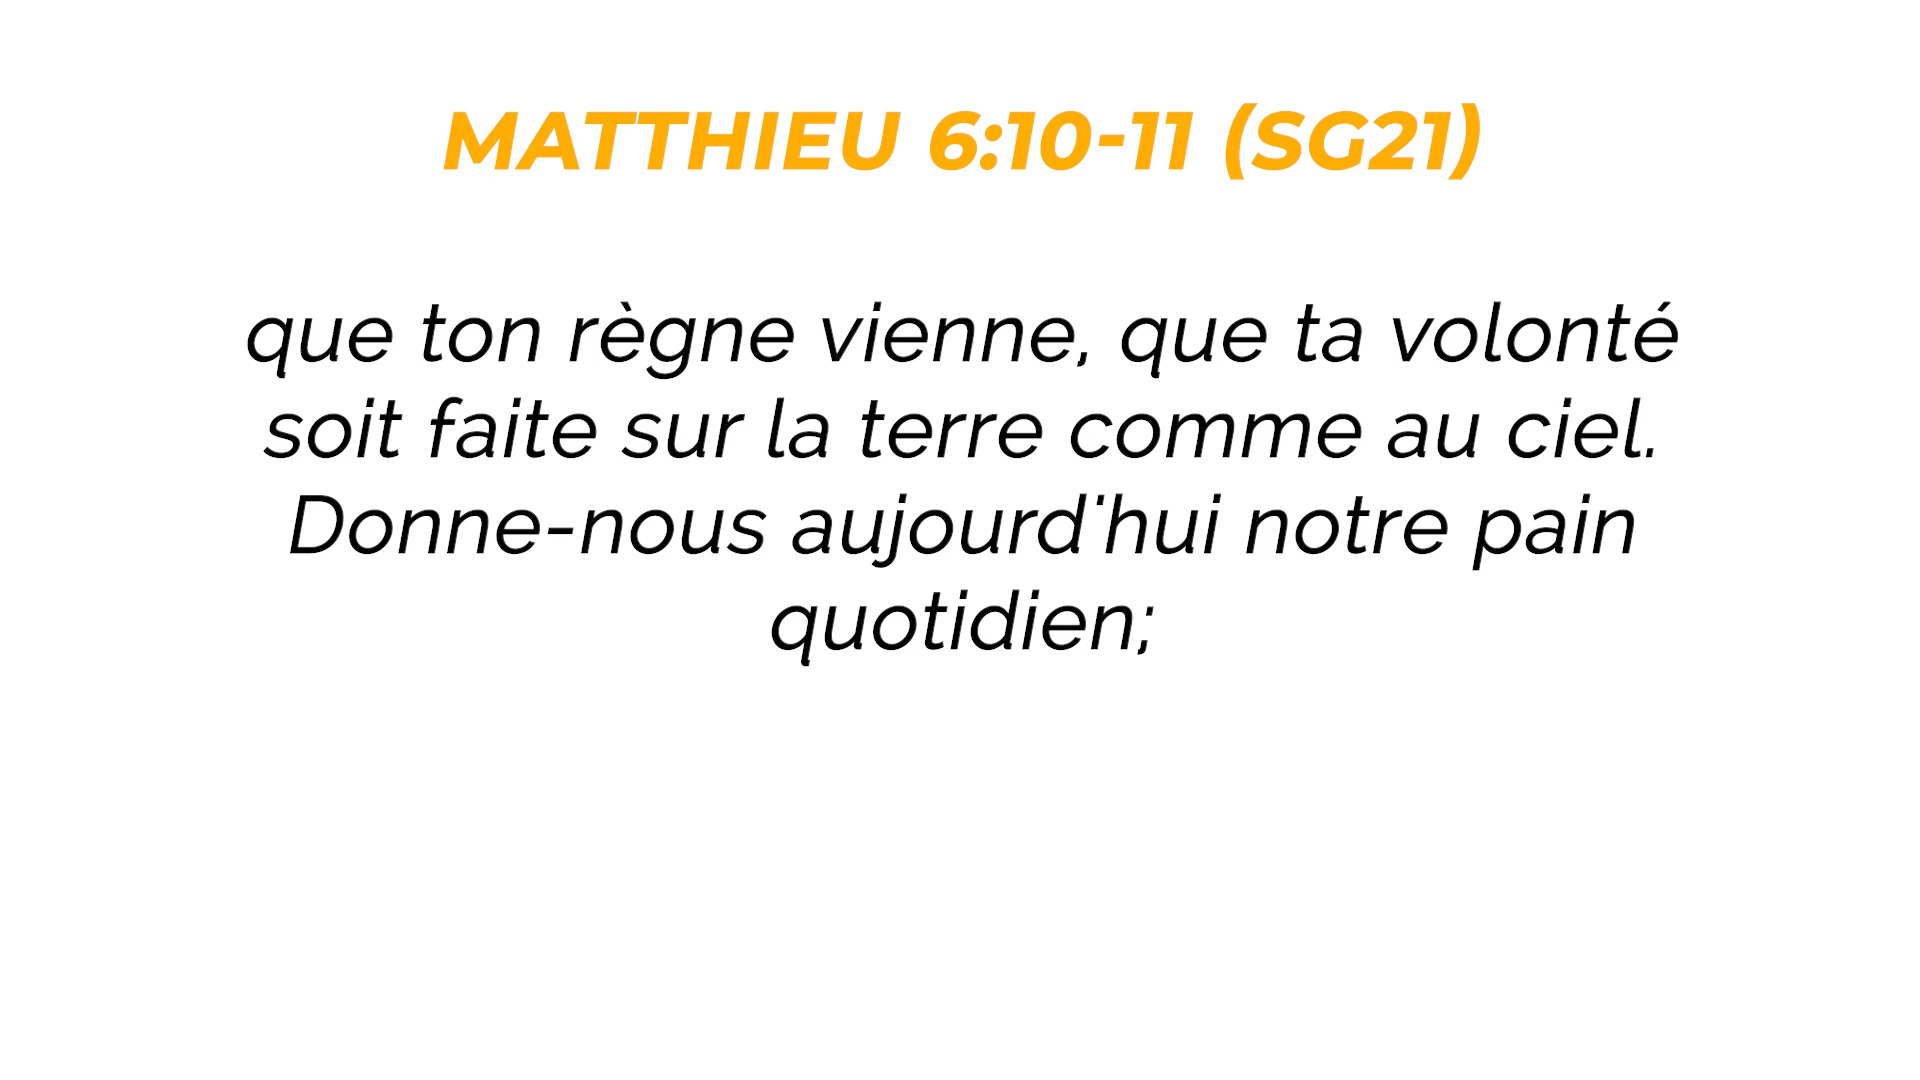 MATTHIEU 6:10-11 (SG21)
que ton règne vienne, que ta volonté
soit faite sur la terre comme au ciel.
Donne-nous aujourd'hui notre pain
quotidien;